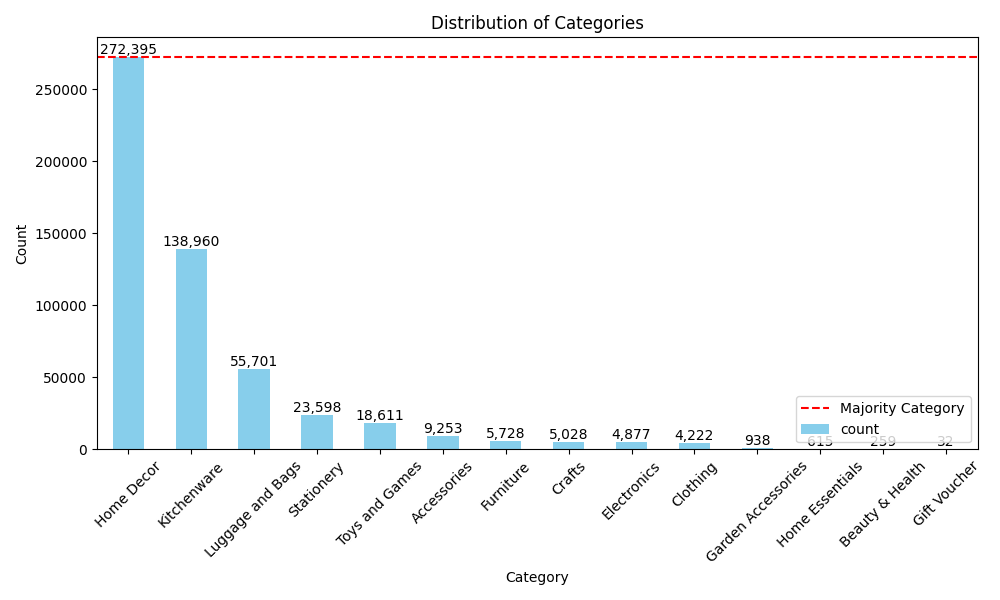 Distribution of Categories
Count
250000
200000
150000
100000
50000
0
272,395
138,960
55,701
23,598
18,611
9,253
5,728
5,028
4,877
4,222
938
615
259
32
Majority Category
count
Home Decor
Kitchenware
Luggage and Bags
Stationery
Toys and Games
Accessories
Furniture
Crafts
Electronics
Clothing
Garden Accessories
Home Essentials
Beauty & Health
Gift Voucher
Category